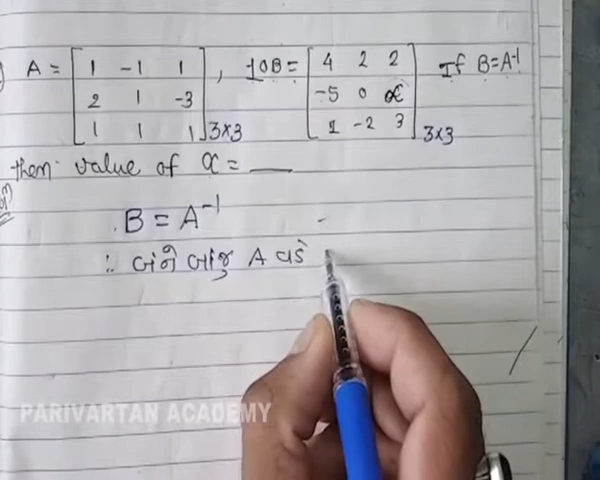 A = [ 1 -1 1 , 10B = [ 4 2 2 If B=A⁻¹
2 1 -3 -5 0 x
1 1 1 ]3×3 1 -2 3 ]3×3
then value of x = ___
B = A⁻¹
∴ બંને બાજુ A વડે
PARIVARTAN ACADEMY